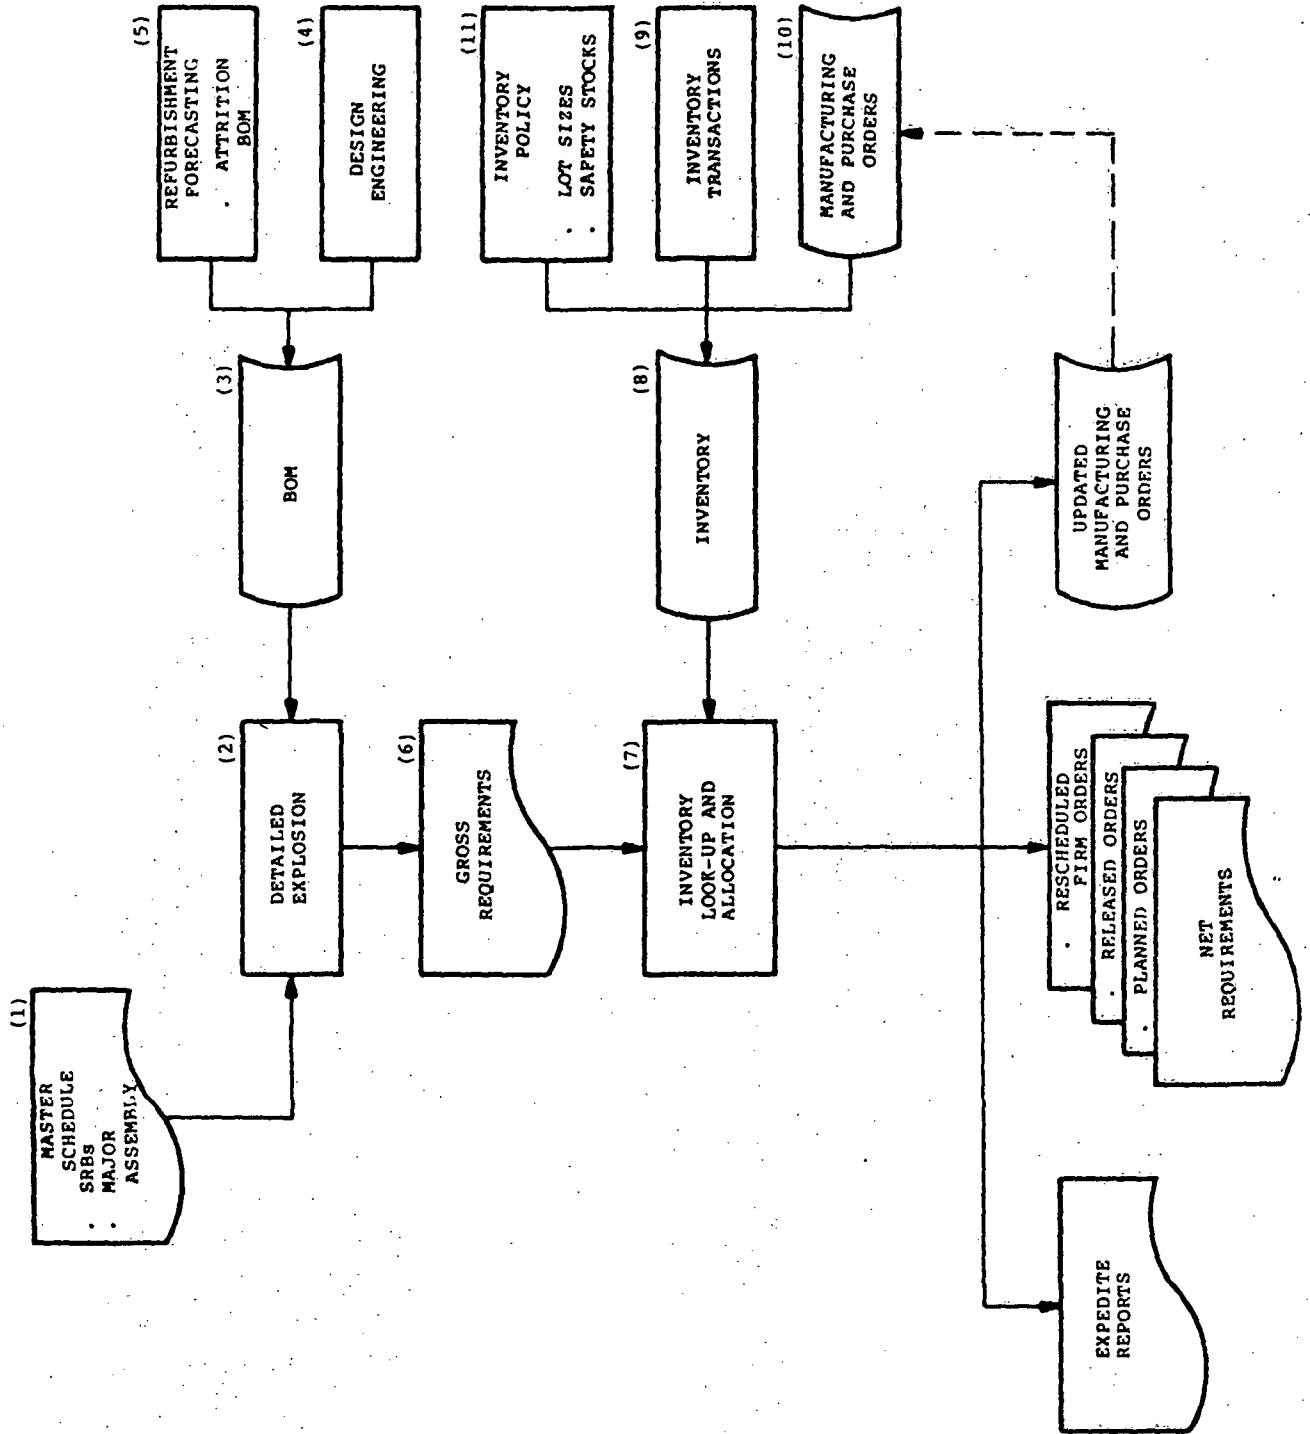 (1)
MASTER
SCHEDULE
. SRBs
. MAJOR
ASSEMBLY
(2)
DETAILED
EXPLOSION
(3)
BOM
(5)
REFURBISHMENT
FORECASTING
. ATTRITION
BOM
(4)
DESIGN
ENGINEERING
(6)
GROSS
REQUIREMENTS
(7)
INVENTORY
LOOK-UP AND
ALLOCATION
(8)
INVENTORY
(11)
INVENTORY
POLICY
. LOT SIZES
. SAFETY STOCKS
(9)
INVENTORY
TRANSACTIONS
(10)
MANUFACTURING
AND PURCHASE
ORDERS
EXPEDITE
REPORTS
. RESCHEDULED
FIRM ORDERS
. RELEASED ORDERS
. PLANNED ORDERS
NET
REQUIREMENTS
UPDATED
MANUFACTURING
AND PURCHASE
ORDERS